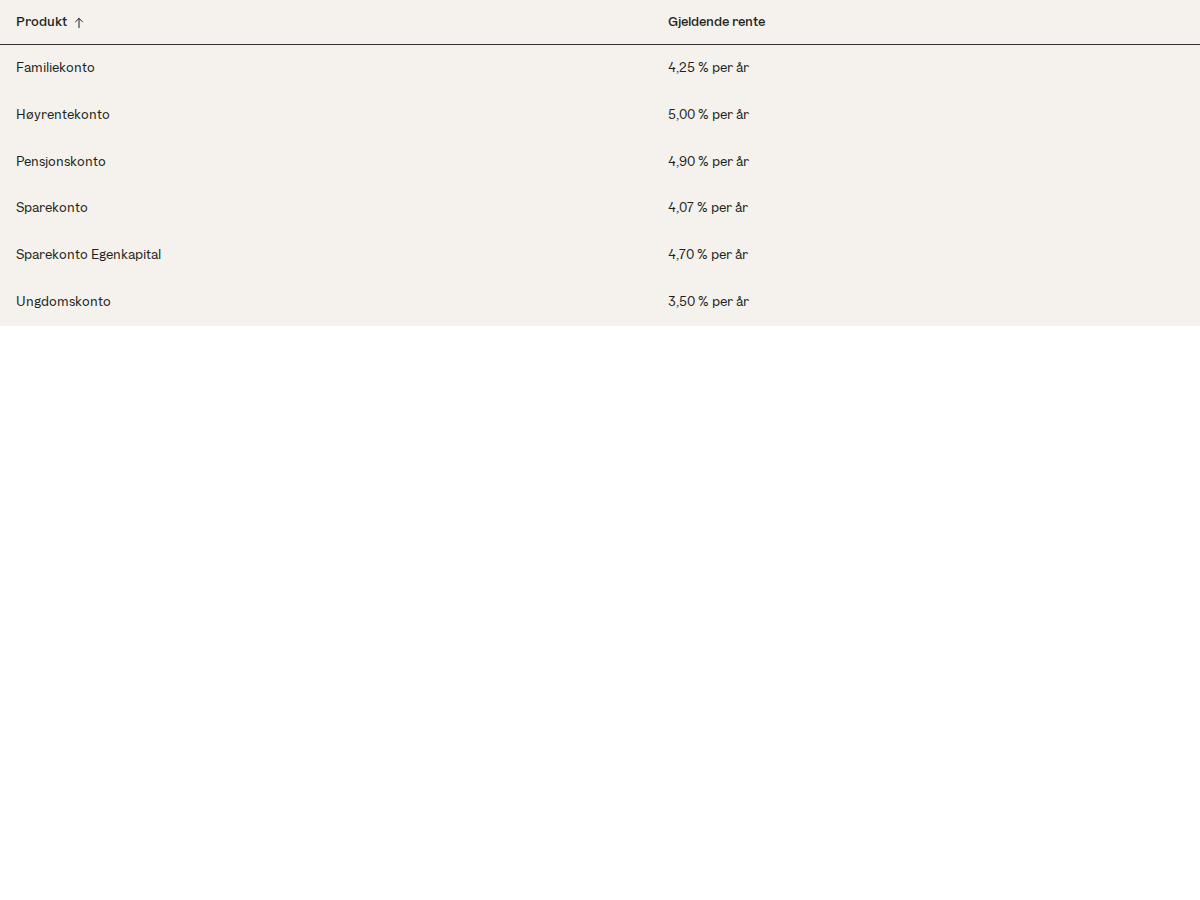 Produkt ↑ Gjeldende rente
Familiekonto 4,25 % per år
Høyrentekonto 5,00 % per år
Pensjonskonto 4,90 % per år
Sparekonto 4,07 % per år
Sparekonto Egenkapital 4,70 % per år
Ungdomskonto 3,50 % per år